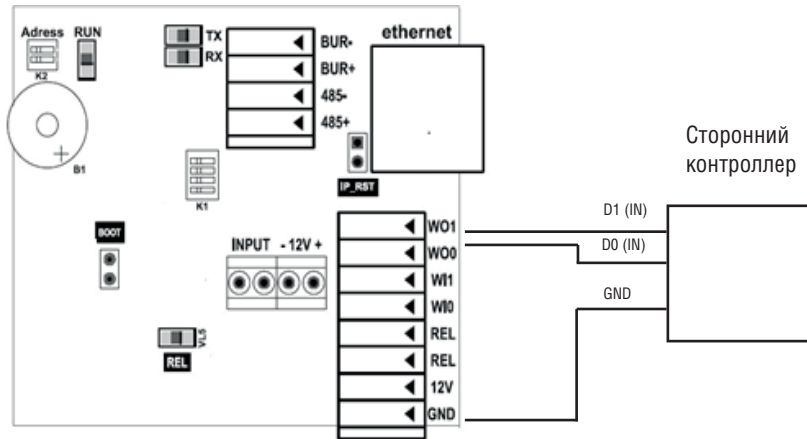 Adress RUN
K2
B1
TX
RX
BUR-
BUR+
485-
485+
ethernet
K1
IP_RST
BOOT
INPUT - 12V +
VL5
REL
WO1
WO0
WI1
WI0
REL
REL
12V
GND
D1 (IN)
D0 (IN)
GND
Сторонний
контроллер